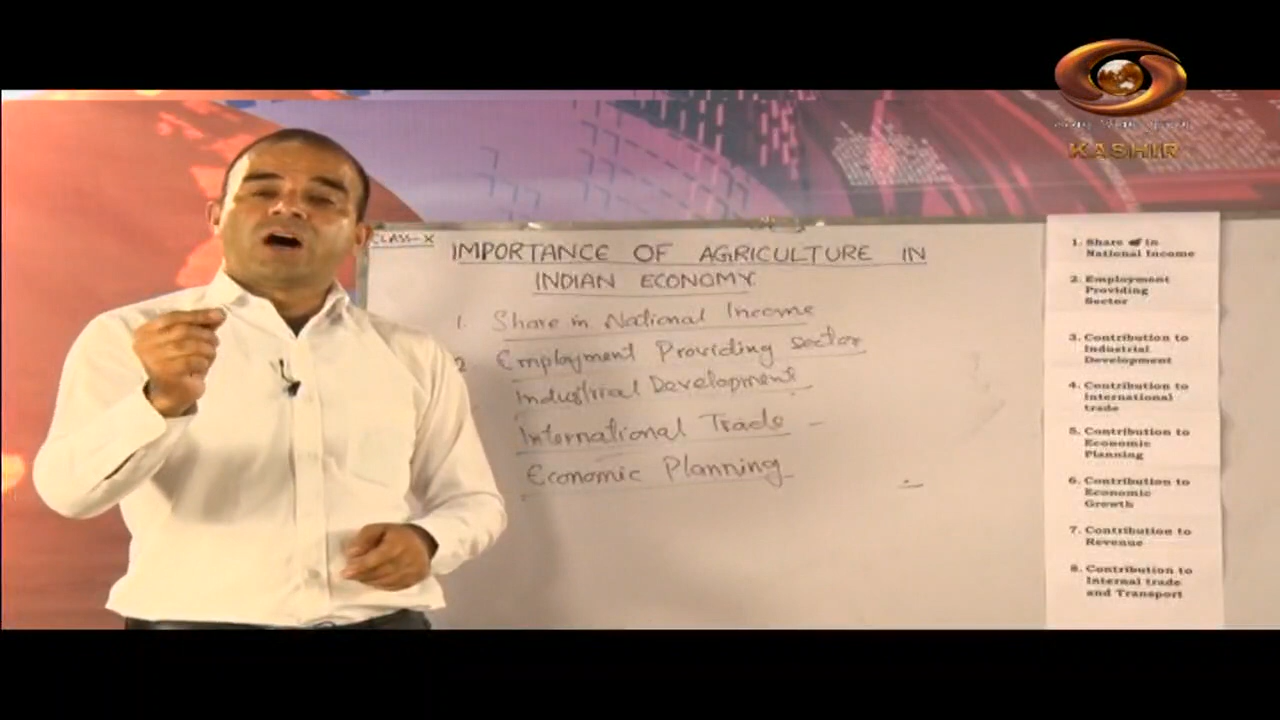 KASHIR
CLASS-X
IMPORTANCE OF AGRICULTURE IN
INDIAN ECONOMY
1. Share in National Income
2. Employment Providing Sector
Industrial Development
International Trade -
Economic Planning
1. Share in
National Income
2. Employment
Providing
Sector
3. Contribution to
Industrial
Development
4. Contribution to
International
trade
5. Contribution to
Economic
Planning
6. Contribution to
Economic
Growth
7. Contribution to
Revenue
8. Contribution to
Internal trade
and Transport